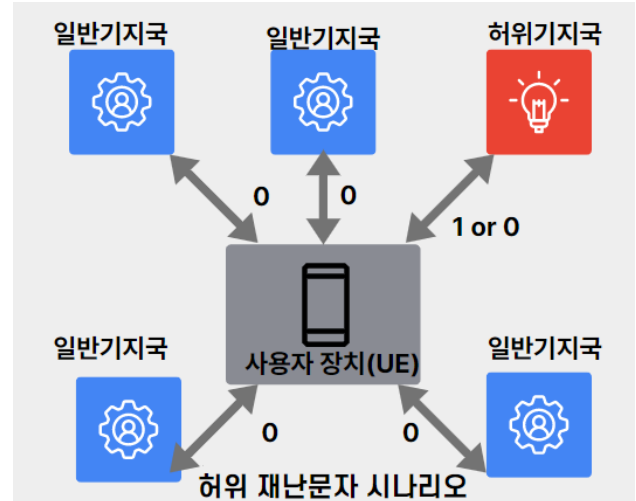 일반기지국
일반기지국
허위기지국
0
0
1 or 0
사용자 장치(UE)
일반기지국
일반기지국
0
0
허위 재난문자 시나리오